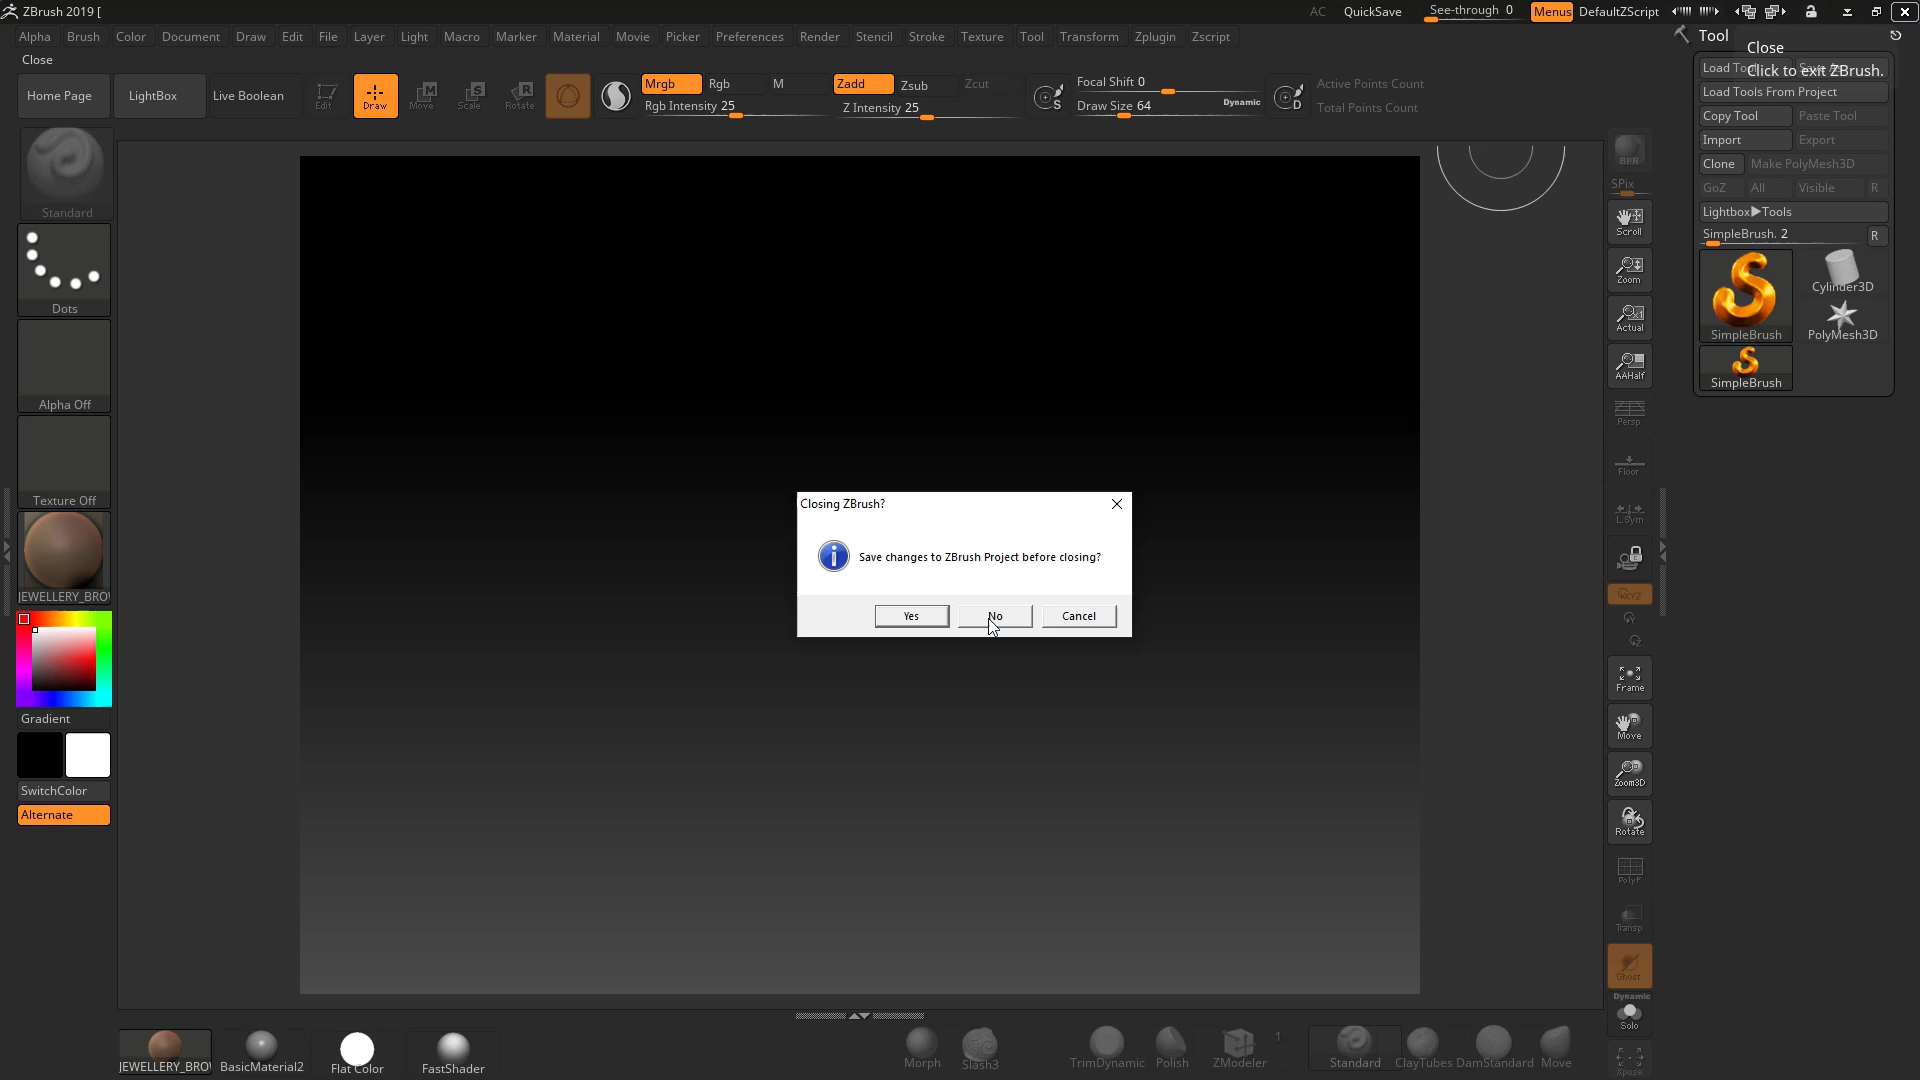 ZBrush 2019 [
AC QuickSave See-through 0 Menus DefaultZScript
Alpha Brush Color Document Draw Edit File Layer Light Macro Marker Material Movie Picker Preferences Render Stencil Stroke Texture Tool Transform Zplugin Zscript
Close
Home Page LightBox Live Boolean Edit Draw Move Scale Rotate
Mrgb Rgb M Zadd Zsub Zcut
Rgb Intensity 25 Z Intensity 25
Focal Shift 0
Draw Size 64 Dynamic
Active Points Count
Total Points Count
Standard
Dots
Alpha Off
Texture Off
JEWELLERY_BRO
Gradient
SwitchColor
Alternate
Closing ZBrush?
Save changes to ZBrush Project before closing?
Yes No Cancel
BPR
SPix
Scroll
Zoom
Actual
AAHalf
Persp
Floor
L.Sym
XYZ
Frame
Move
Zoom3D
Rotate
PolyF
Transp
Ghost
Dynamic
Solo
Xpose
Tool
Close
Click to exit ZBrush.
Load Tools From Project
Copy Tool Paste Tool
Import Export
Clone Make PolyMesh3D
GoZ All Visible R
Lightbox▶Tools
SimpleBrush. 2 R
SimpleBrush
Cylinder3D
PolyMesh3D
SimpleBrush
JEWELLERY_BRO BasicMaterial2 Flat Color FastShader
Morph Slash3 TrimDynamic Polish ZModeler 1 Standard ClayTubes DamStandard Move